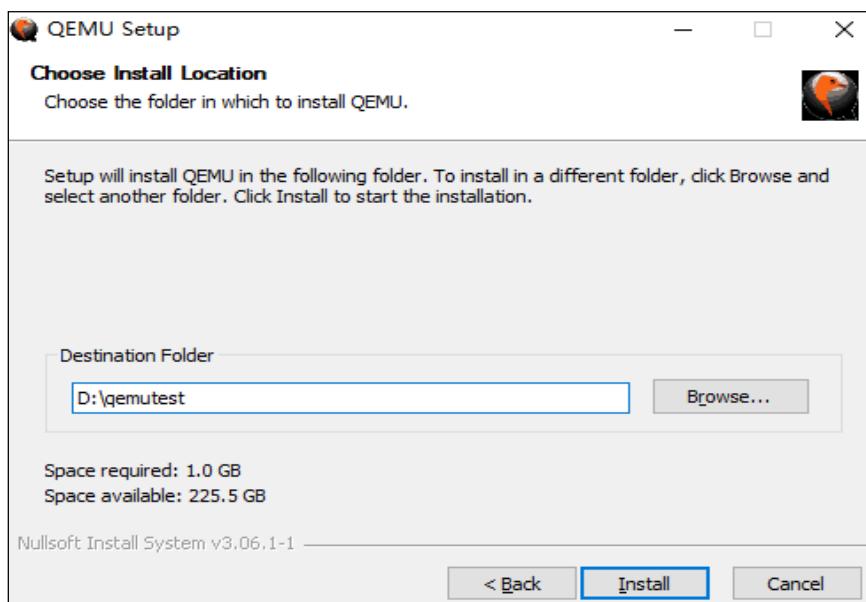 QEMU Setup
Choose Install Location
Choose the folder in which to install QEMU.
Setup will install QEMU in the following folder. To install in a different folder, click Browse and
select another folder. Click Install to start the installation.
Destination Folder
D:\qemutest
Browse...
Space required: 1.0 GB
Space available: 225.5 GB
Nullsoft Install System v3.06.1-1
< Back
Install
Cancel